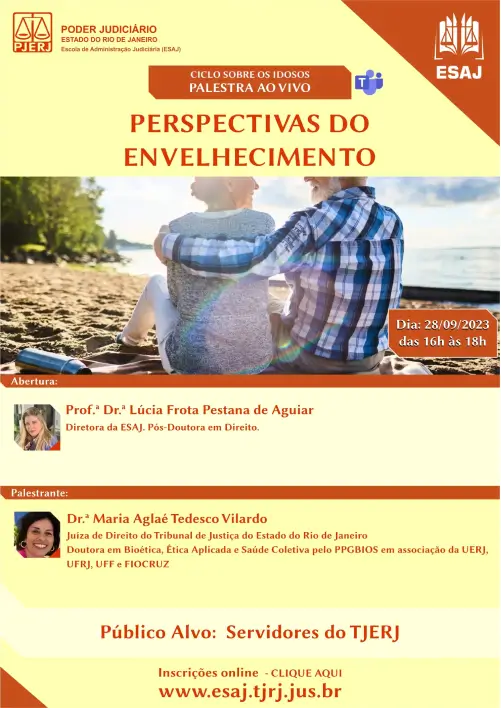 PJERJ
PODER JUDICIÁRIO
ESTADO DO RIO DE JANEIRO
Escola de Administração Judiciária (ESAJ)
ESAJ
CICLO SOBRE OS IDOSOS
PALESTRA AO VIVO
T
PERSPECTIVAS DO
ENVELHECIMENTO
Dia: 28/09/2023
das 16h às 18h
Abertura:
Prof.ª Dr.ª Lúcia Frota Pestana de Aguiar
Diretora da ESAJ. Pós-Doutora em Direito.
Palestrante:
Dr.ª Maria Aglaé Tedesco Vilardo
Juíza de Direito do Tribunal de Justiça do Estado do Rio de Janeiro
Doutora em Bioética, Ética Aplicada e Saúde Coletiva pelo PPGBIOS em associação da UERJ,
UFRJ, UFF e FIOCRUZ
Público Alvo: Servidores do TJERJ
Inscrições online - CLIQUE AQUI
www.esaj.tjrj.jus.br